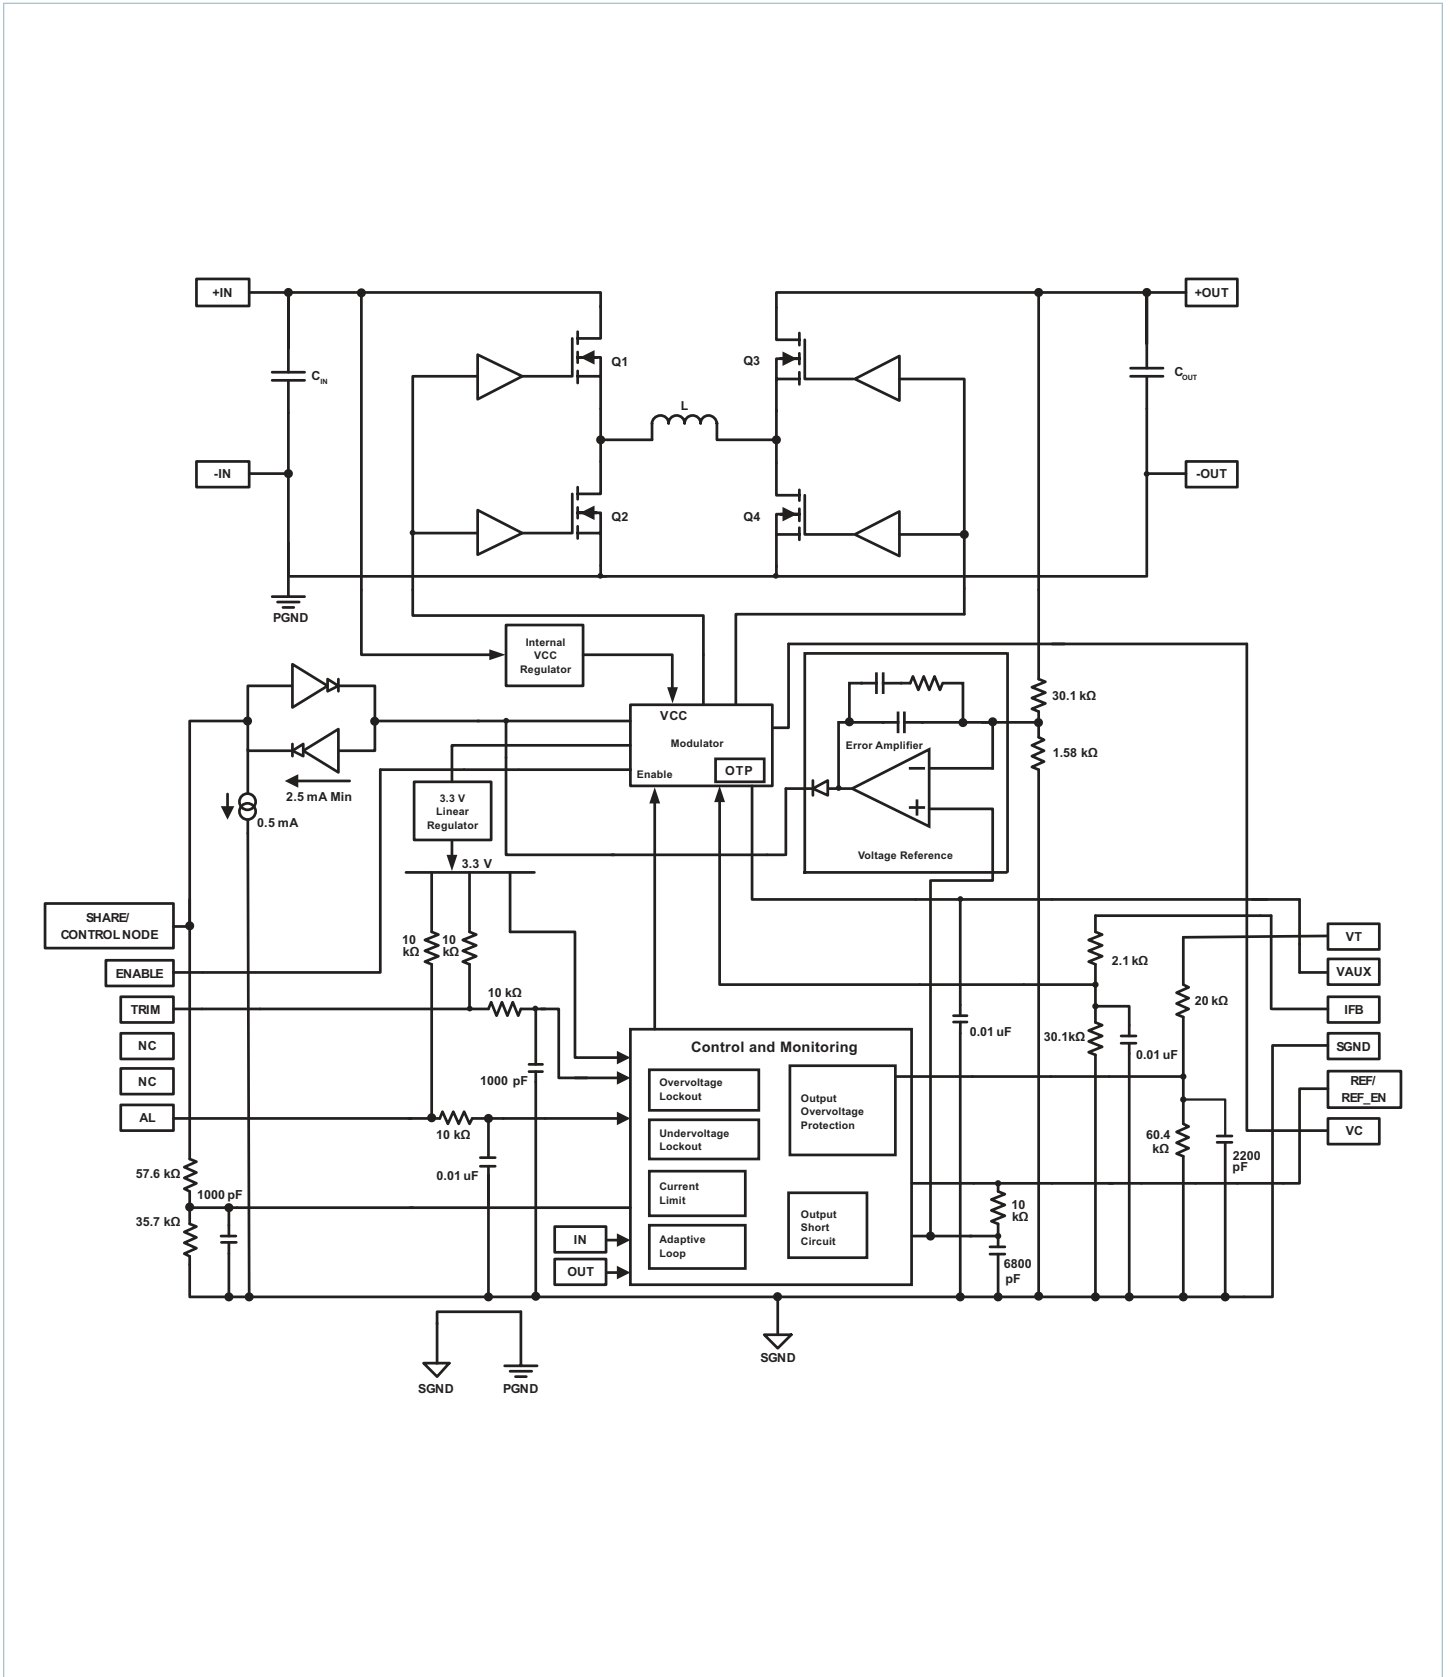 +IN
+OUT
Q1
Q3
CIN
COUT
L
-IN
-OUT
Q2
Q4
PGND
Internal
VCC
Regulator
30.1 kΩ
VCC
Modulator
Error Amplifier
1.58 kΩ
OTP
Enable
2.5 mA Min
3.3 V
Linear
Regulator
0.5 mA
−
+
Voltage Reference
3.3 V
SHARE/
CONTROL NODE
10
kΩ
10
kΩ
VT
2.1 kΩ
ENABLE
VAUX
10 kΩ
20 kΩ
TRIM
IFB
0.01 uF
30.1kΩ
NC
Control and Monitoring
SGND
0.01 uF
1000 pF
NC
Overvoltage
Lockout
Output
Overvoltage
Protection
REF/
REF_EN
AL
10 kΩ
Undervoltage
Lockout
60.4
kΩ
VC
2200
pF
57.6 kΩ
0.01 uF
1000 pF
Current
Limit
35.7 kΩ
10
kΩ
Output
Short
Circuit
IN
Adaptive
Loop
OUT
6800
pF
SGND
SGND
PGND